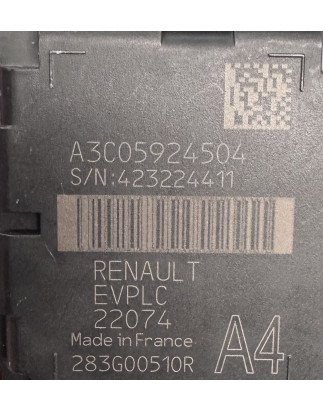 A3C05924504
S/N:423224411
RENAULT
EVPLC
22074
Made in France
283G00510R
A4